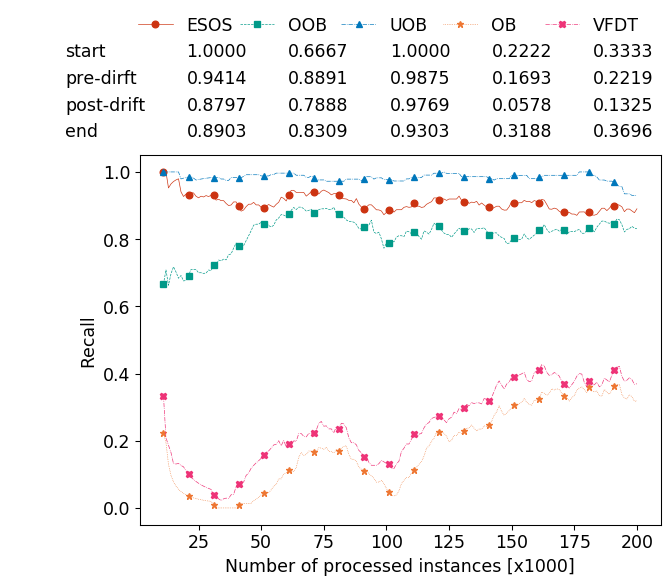 ESOS OOB UOB OB VFDT
start 1.0000 0.6667 1.0000 0.2222 0.3333
pre-dirft 0.9414 0.8891 0.9875 0.1693 0.2219
post-drift 0.8797 0.7888 0.9769 0.0578 0.1325
end 0.8903 0.8309 0.9303 0.3188 0.3696
1.0
0.8
0.6
0.4
0.2
0.0
Recall
25 50 75 100 125 150 175 200
Number of processed instances [x1000]